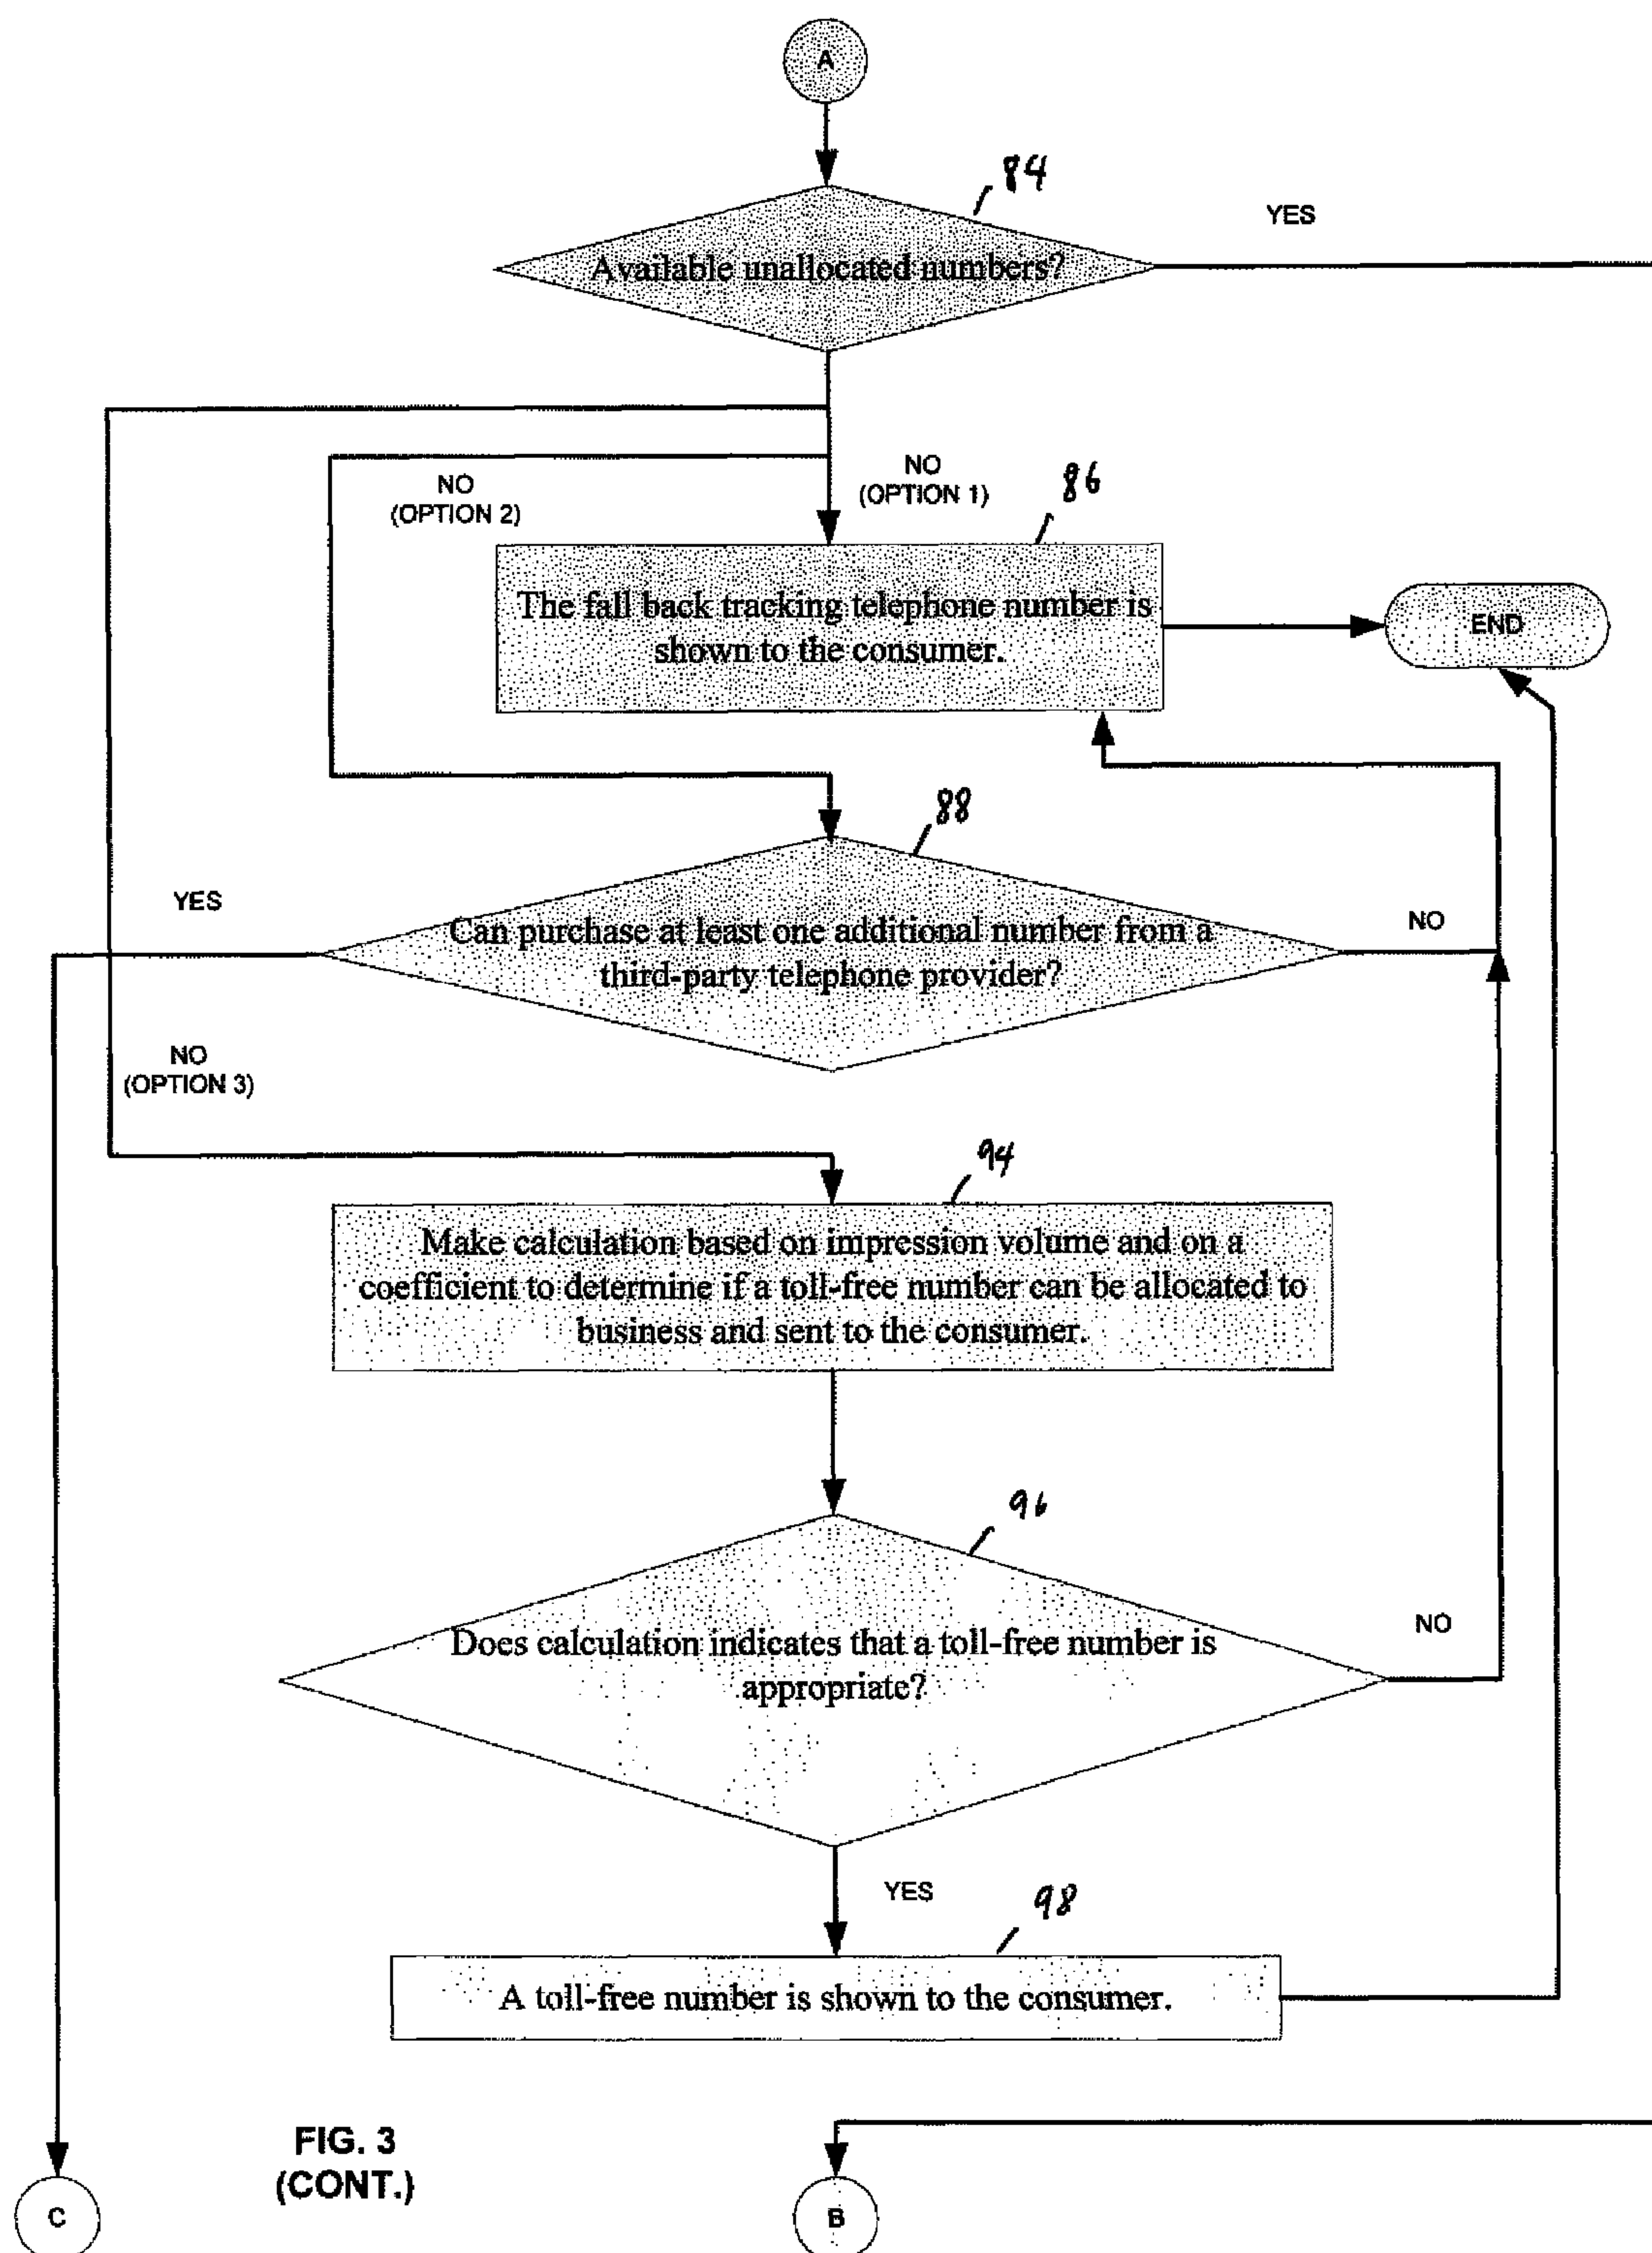 A
84
YES
Available unallocated numbers?
NO
(OPTION 1)
NO
(OPTION 2)
86
The fall back tracking telephone number is
shown to the consumer.
END
88
YES
Can purchase at least one additional number from a
third-party telephone provider?
NO
NO
(OPTION 3)
94
Make calculation based on impression volume and on a
coefficient to determine if a toll-free number can be allocated to
business and sent to the consumer.
96
Does calculation indicates that a toll-free number is
appropriate?
NO
YES
98
A toll-free number is shown to the consumer.
FIG. 3
(CONT.)
C
B